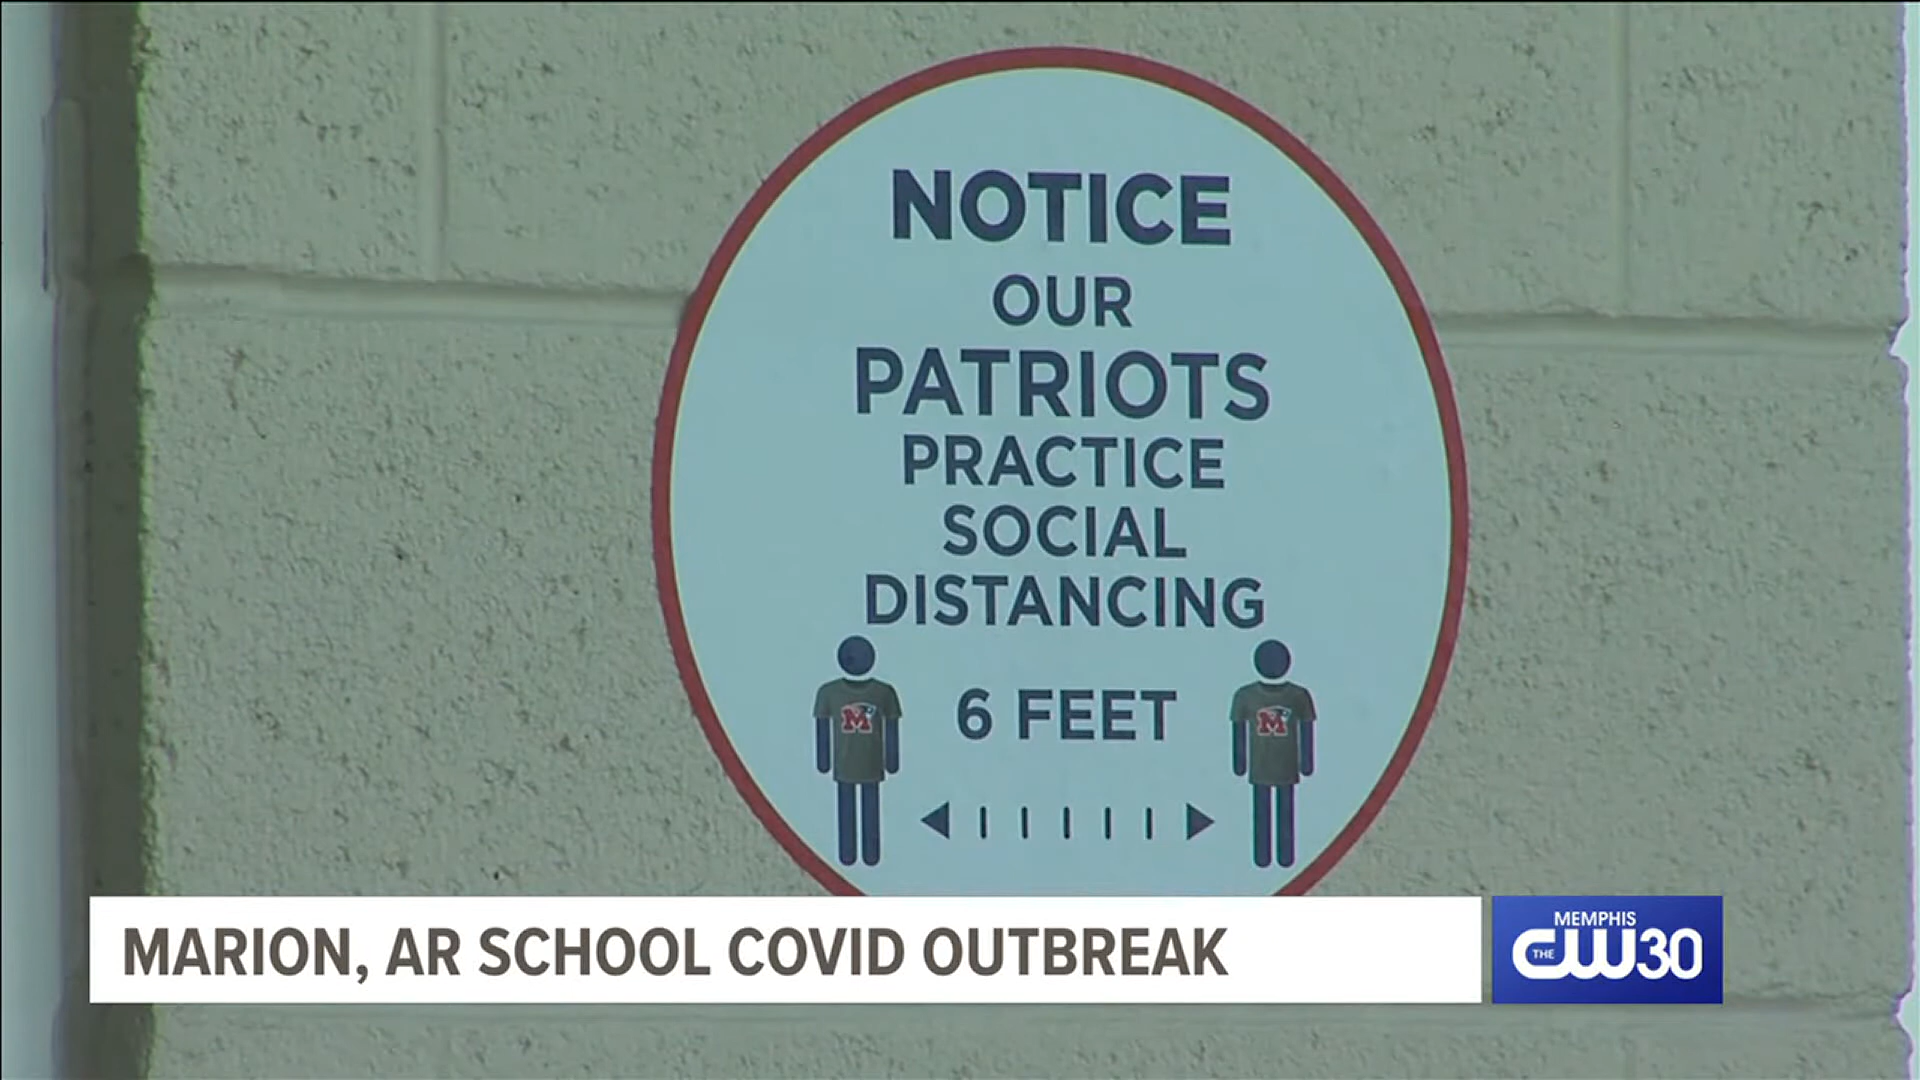 NOTICE
OUR
PATRIOTS
PRACTICE
SOCIAL
DISTANCING
6 FEET
M
M
MARION, AR SCHOOL COVID OUTBREAK
MEMPHIS
THE CW30